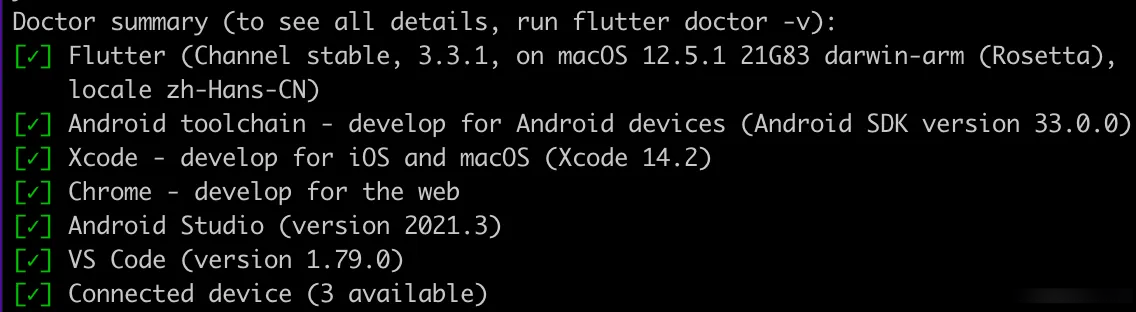 Doctor summary (to see all details, run flutter doctor -v):
[✓] Flutter (Channel stable, 3.3.1, on macOS 12.5.1 21G83 darwin-arm (Rosetta),
locale zh-Hans-CN)
[✓] Android toolchain - develop for Android devices (Android SDK version 33.0.0)
[✓] Xcode - develop for iOS and macOS (Xcode 14.2)
[✓] Chrome - develop for the web
[✓] Android Studio (version 2021.3)
[✓] VS Code (version 1.79.0)
[✓] Connected device (3 available)